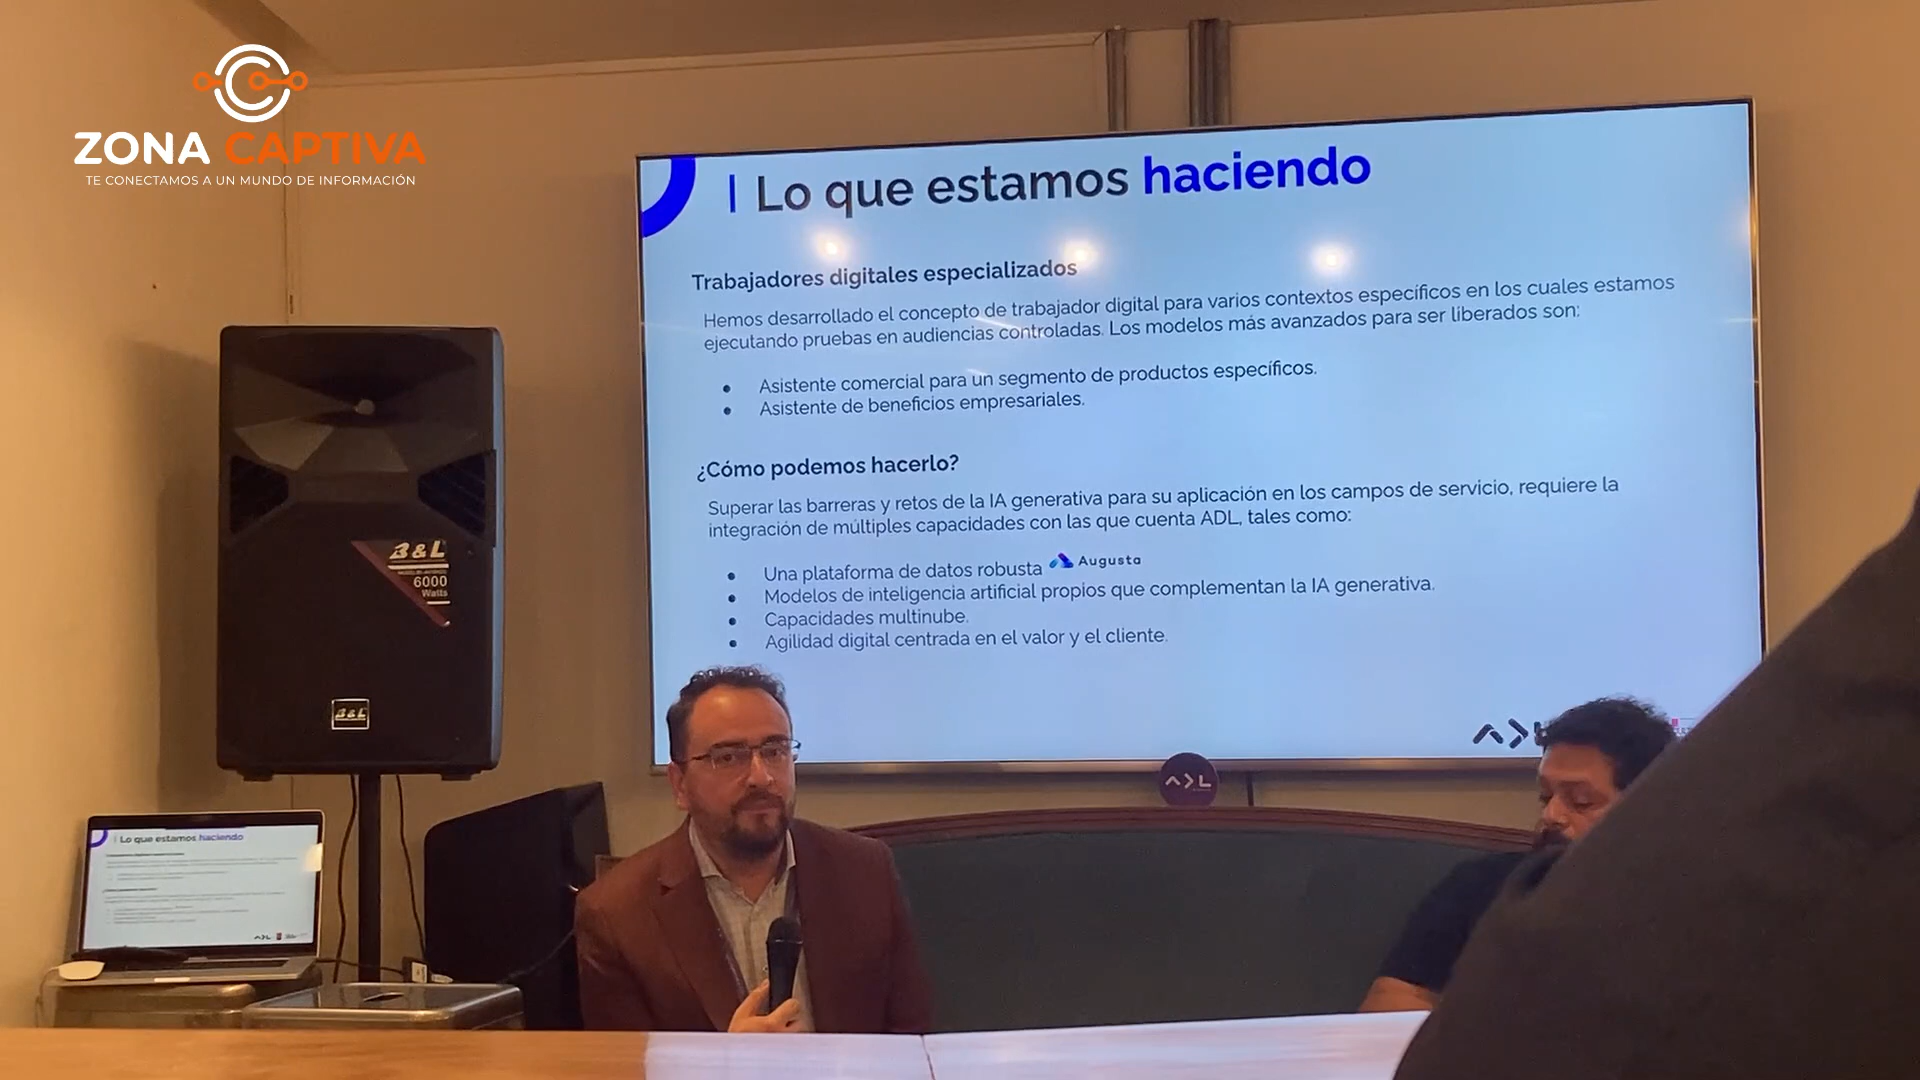 ZONA CAPTIVA
TE CONECTAMOS A UN MUNDO DE INFORMACIÓN
Lo que estamos haciendo
Trabajadores digitales especializados
Hemos desarrollado el concepto de trabajador digital para varios contextos específicos en los cuales estamos
ejecutando pruebas en audiencias controladas. Los modelos más avanzados para ser liberados son:
• Asistente comercial para un segmento de productos específicos.
• Asistente de beneficios empresariales.
¿Cómo podemos hacerlo?
Superar las barreras y retos de la IA generativa para su aplicación en los campos de servicio, requiere la
integración de múltiples capacidades con las que cuenta ADL, tales como:
• Una plataforma de datos robusta Augusta
• Modelos de inteligencia artificial propios que complementan la IA generativa.
• Capacidades multinube.
• Agilidad digital centrada en el valor y el cliente.
B&L
6000
Watts
B&L
Lo que estamos haciendo